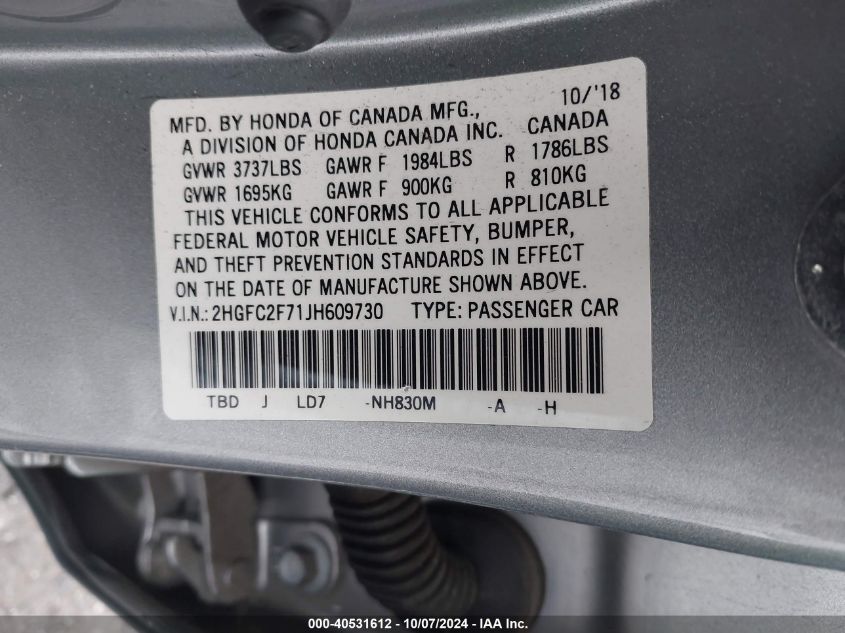 10/'18
MFD. BY HONDA OF CANADA MFG.,
A DIVISION OF HONDA CANADA INC. CANADA
GVWR 3737LBS GAWR F 1984LBS R 1786LBS
GVWR 1695KG GAWR F 900KG R 810KG
THIS VEHICLE CONFORMS TO ALL APPLICABLE
FEDERAL MOTOR VEHICLE SAFETY, BUMPER,
AND THEFT PREVENTION STANDARDS IN EFFECT
ON THE DATE OF MANUFACTURE SHOWN ABOVE.
V.I.N.: 2HGFC2F71JH609730 TYPE: PASSENGER CAR
TBD J LD7 -NH830M -A -H
000-40531612 - 10/07/2024 - IAA Inc.